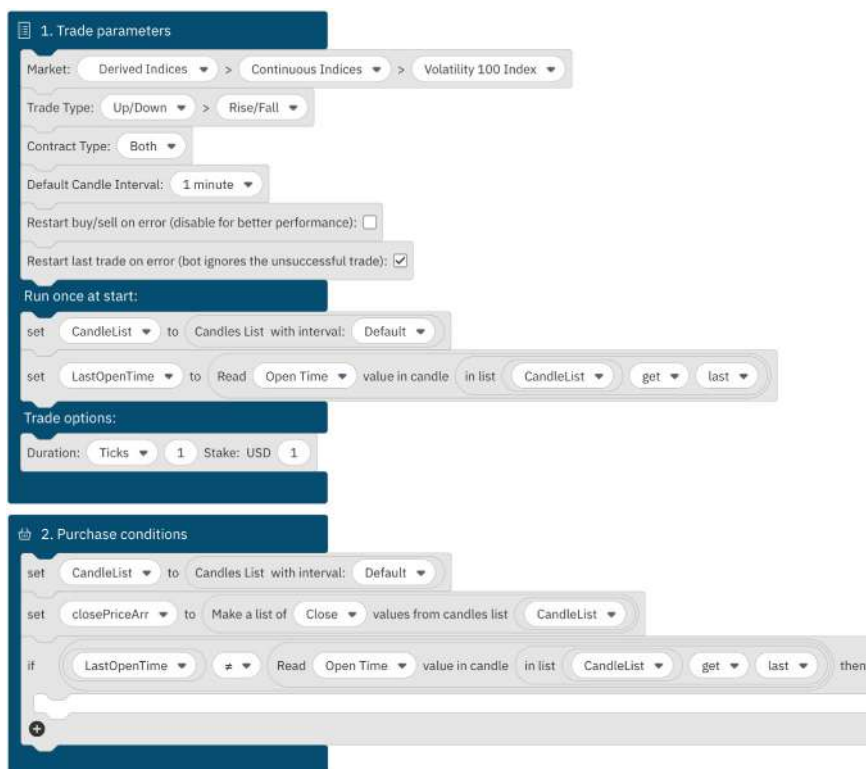 1. Trade parameters
Market: Derived Indices > Continuous Indices > Volatility 100 Index
Trade Type: Up/Down > Rise/Fall
Contract Type: Both
Default Candle Interval: 1 minute
Restart buy/sell on error (disable for better performance):
Restart last trade on error (bot ignores the unsuccessful trade):
Run once at start:
set CandleList to Candles List with interval: Default
set LastOpenTime to Read Open Time value in candle in list CandleList get last
Trade options:
Duration: Ticks 1 Stake: USD 1
2. Purchase conditions
set CandleList to Candles List with interval: Default
set closePriceArr to Make a list of Close values from candles list CandleList
if LastOpenTime ≠ Read Open Time value in candle in list CandleList get last then